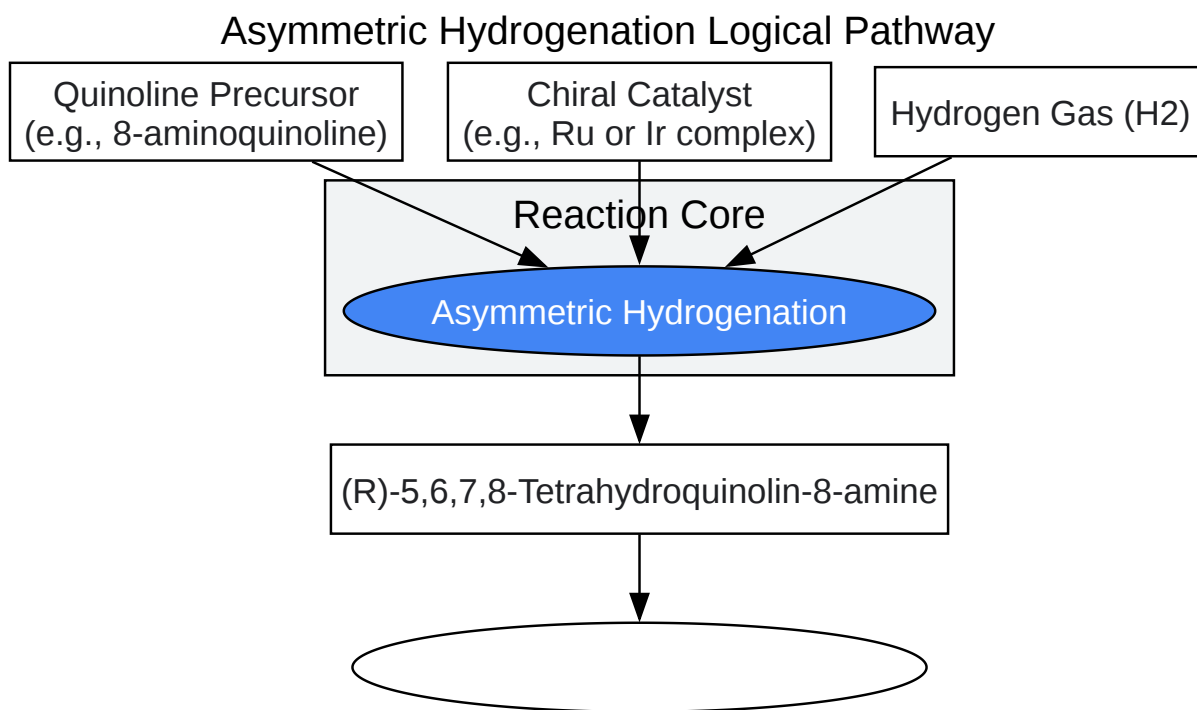 Asymmetric Hydrogenation Logical Pathway
Quinoline Precursor
(e.g., 8-aminoquinoline)
Chiral Catalyst
(e.g., Ru or Ir complex)
Hydrogen Gas (H2)
Reaction Core
Asymmetric Hydrogenation
(R)-5,6,7,8-Tetrahydroquinolin-8-amine